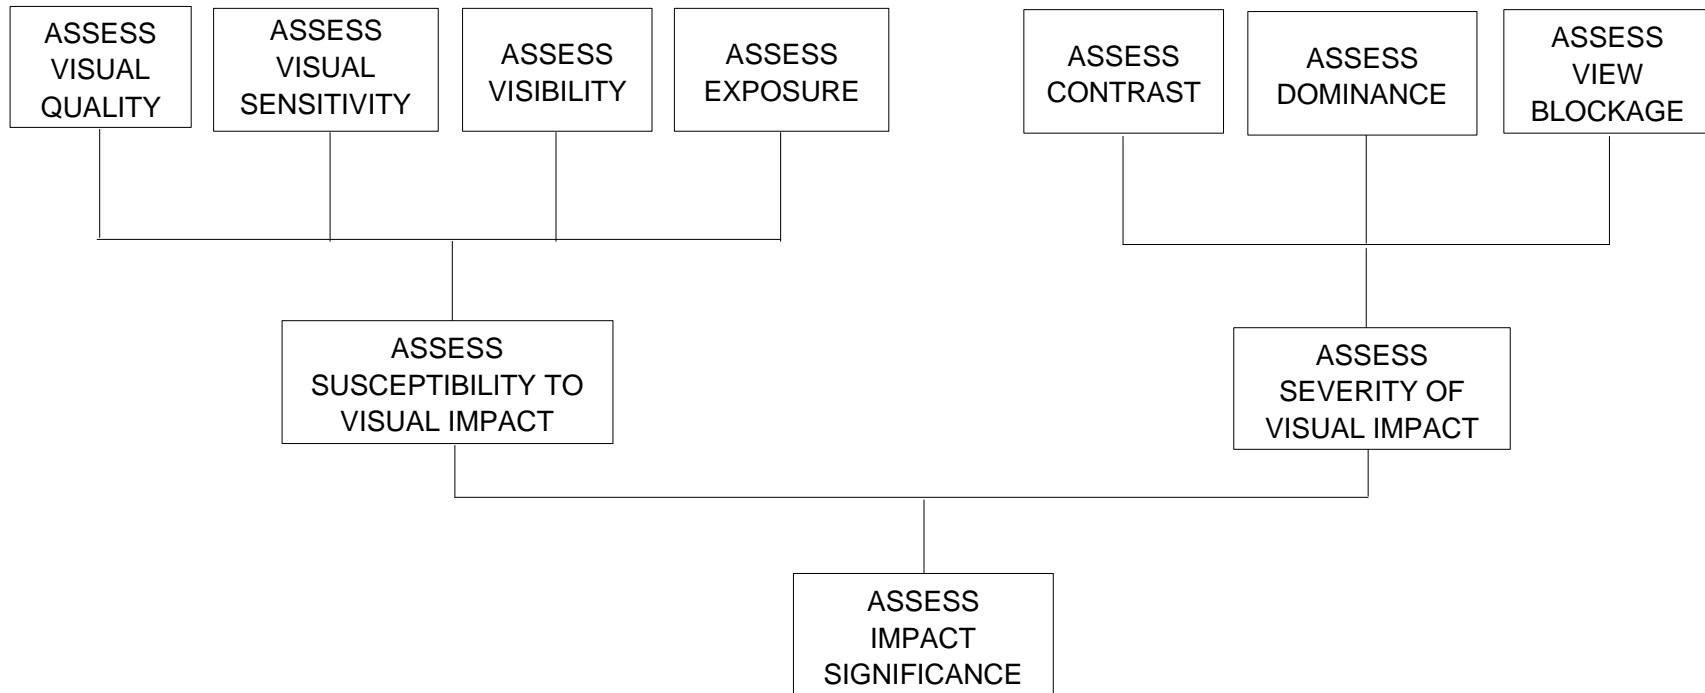 ASSESS
VISUAL
QUALITY
ASSESS
VISUAL
SENSITIVITY
ASSESS
VISIBILITY
ASSESS
EXPOSURE
ASSESS
CONTRAST
ASSESS
DOMINANCE
ASSESS
VIEW
BLOCKAGE
ASSESS
SUSCEPTIBILITY TO
VISUAL IMPACT
ASSESS
SEVERITY OF
VISUAL IMPACT
ASSESS
IMPACT
SIGNIFICANCE